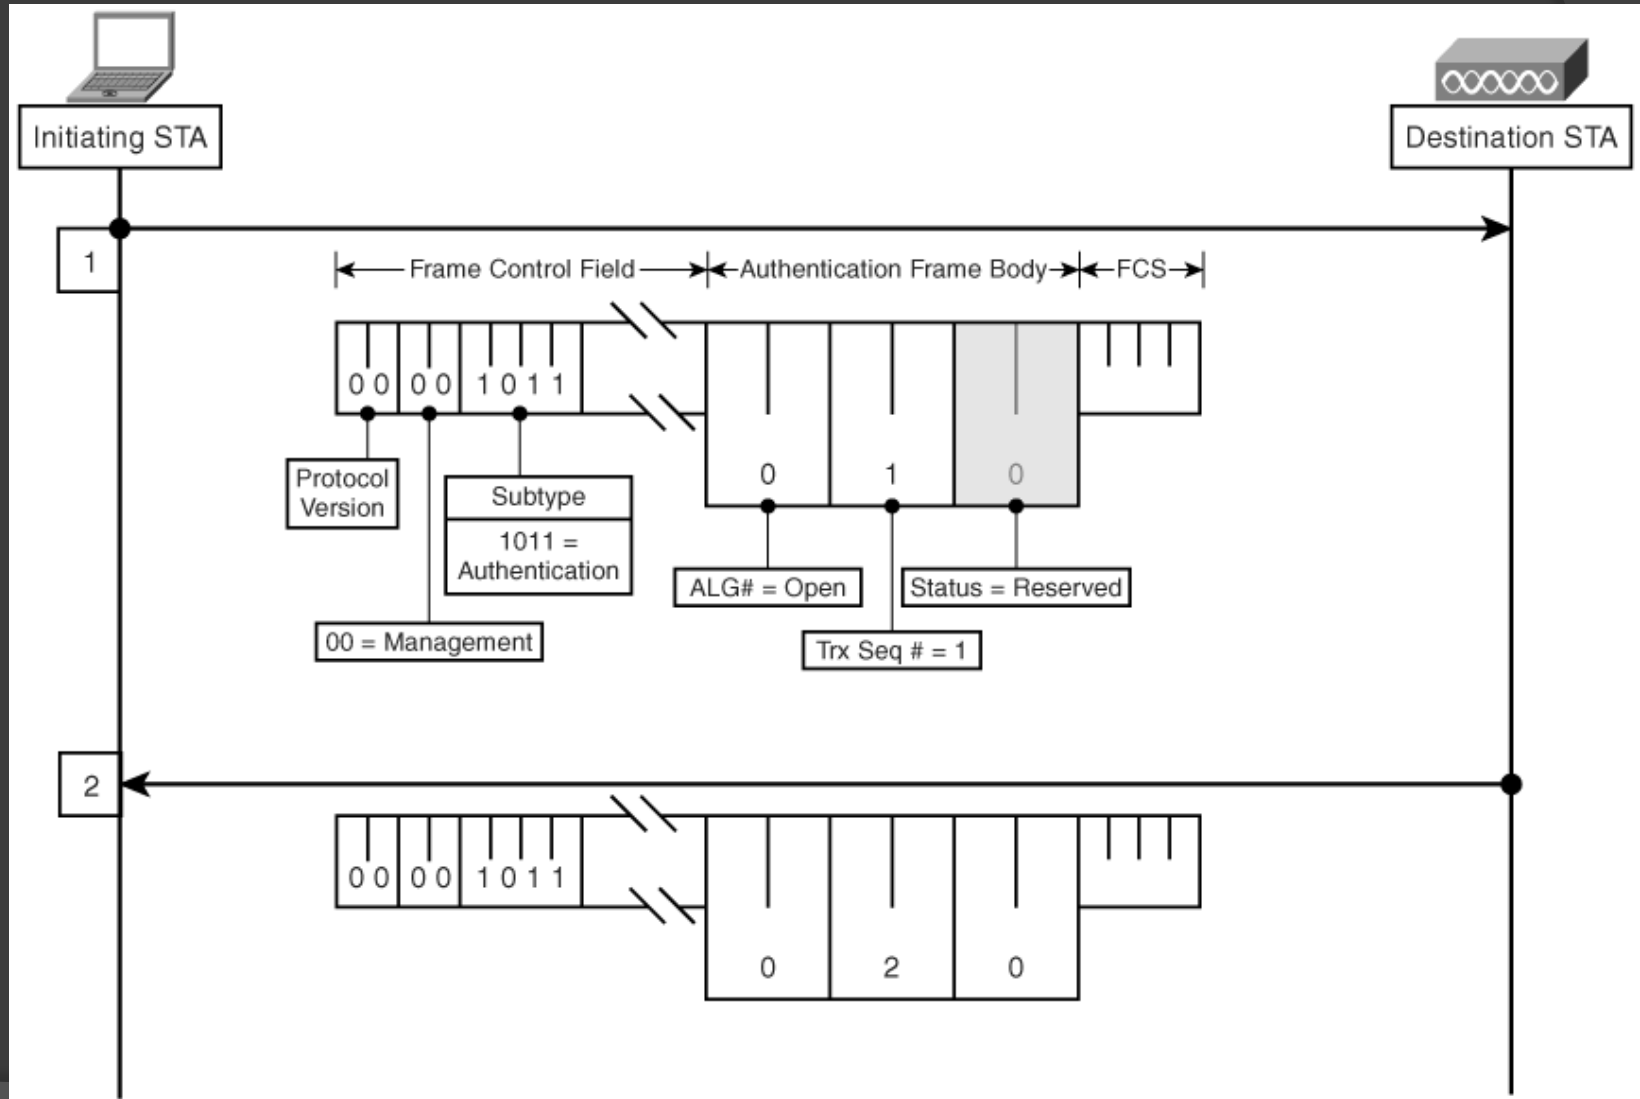 Initiating STA
Destination STA
1
Frame Control Field
Authentication Frame Body
FCS
0 0 0 0 1 0 1 1
0 1 0
Protocol
Version
Subtype
1011 =
Authentication
00 = Management
ALG# = Open
Status = Reserved
Trx Seq # = 1
2
0 0 0 0 1 0 1 1
0 2 0